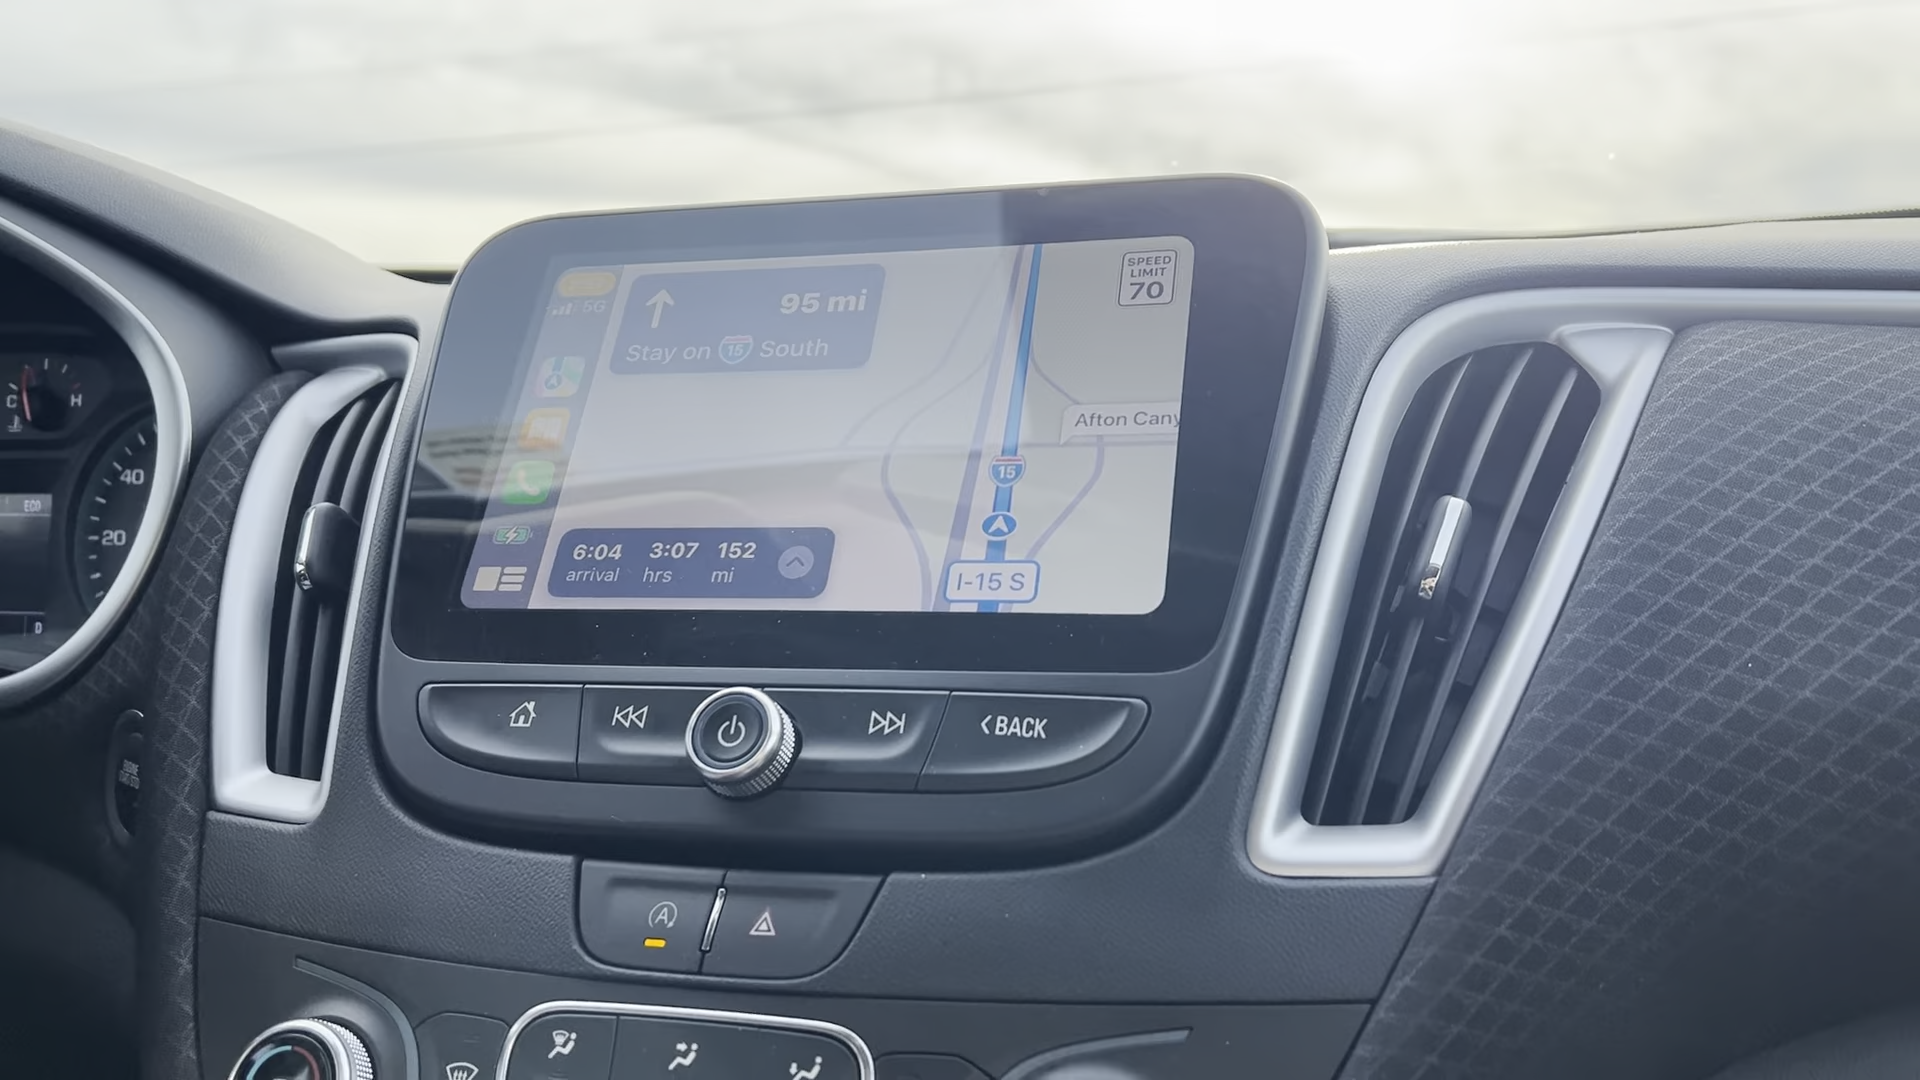 5G
95 mi
Stay on 15 South
SPEED
LIMIT
70
Afton Cany
15
I-15 S
6:04 3:07 152
arrival hrs mi
C H
40
20
ECO
D
BACK
A